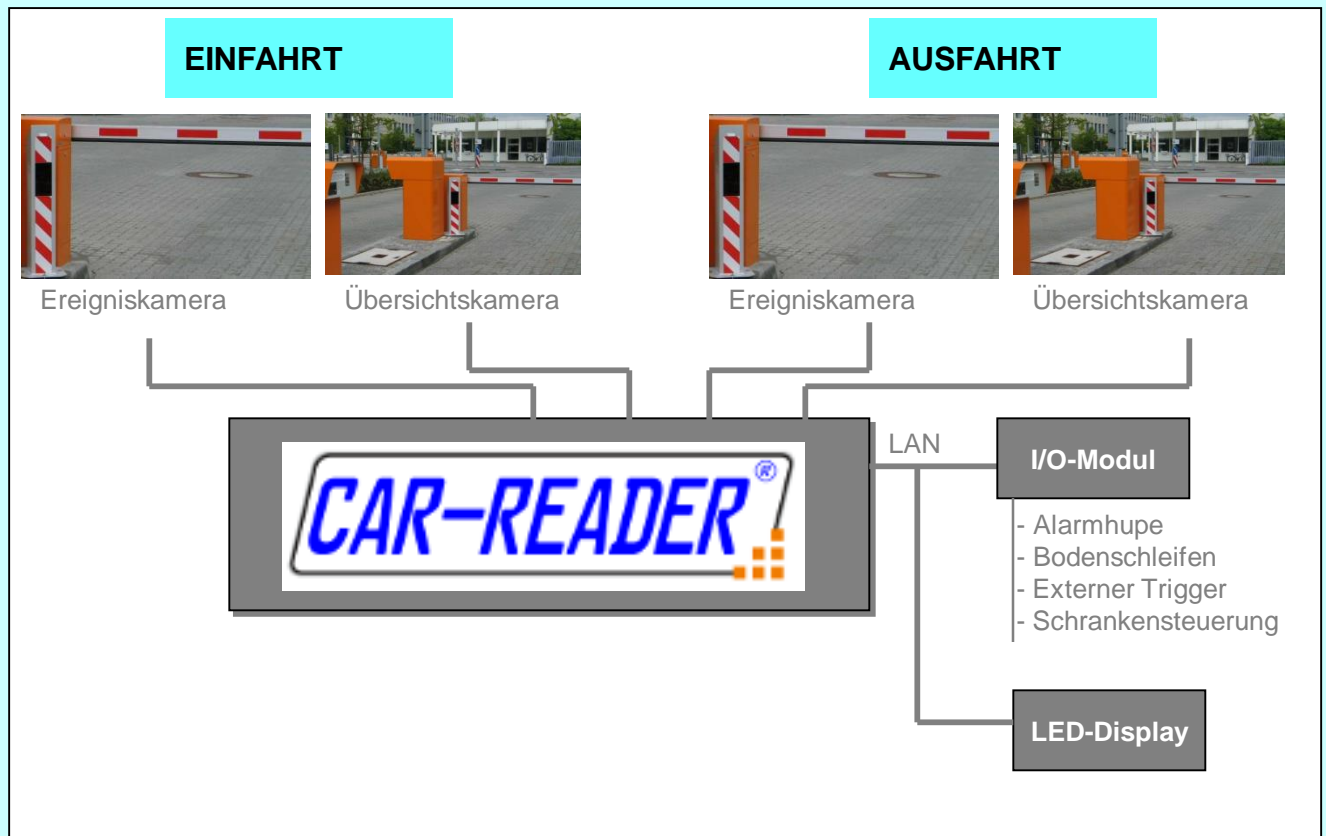 EINFAHRT
AUSFAHRT
Ereigniskamera
Übersichtskamera
Ereigniskamera
Übersichtskamera
CAR-READER®
LAN
I/O-Modul
- Alarmhupe
- Bodenschleifen
- Externer Trigger
- Schrankensteuerung
LED-Display